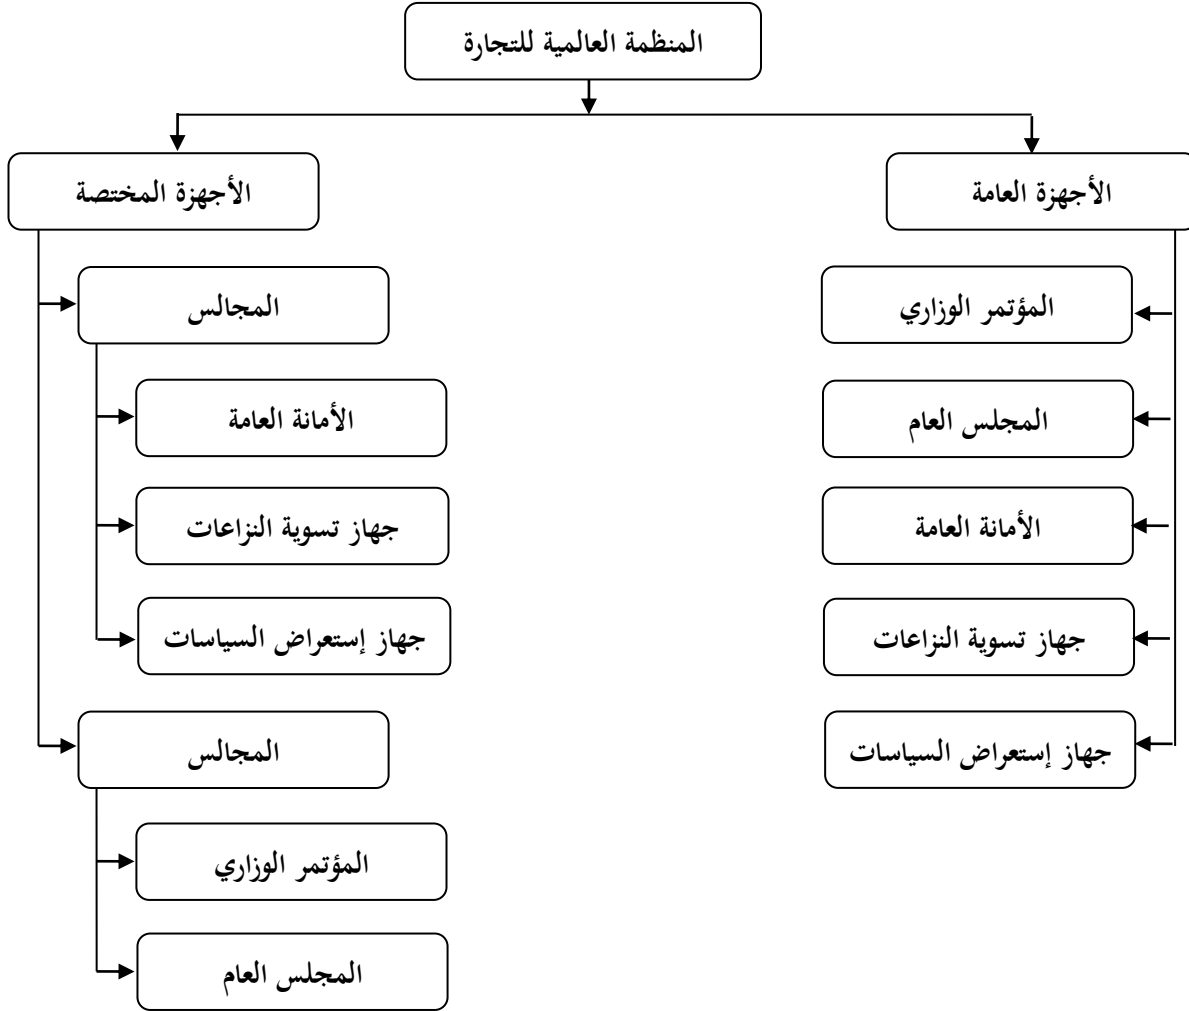 المنظمة العالمية للتجارة
الأجهزة العامة
المؤتمر الوزاري
المجلس العام
الأمانة العامة
جهاز تسوية النزاعات
جهاز إستعراض السياسات
الأجهزة المختصة
المجالس
الأمانة العامة
جهاز تسوية النزاعات
جهاز إستعراض السياسات
المجالس
المؤتمر الوزاري
المجلس العام